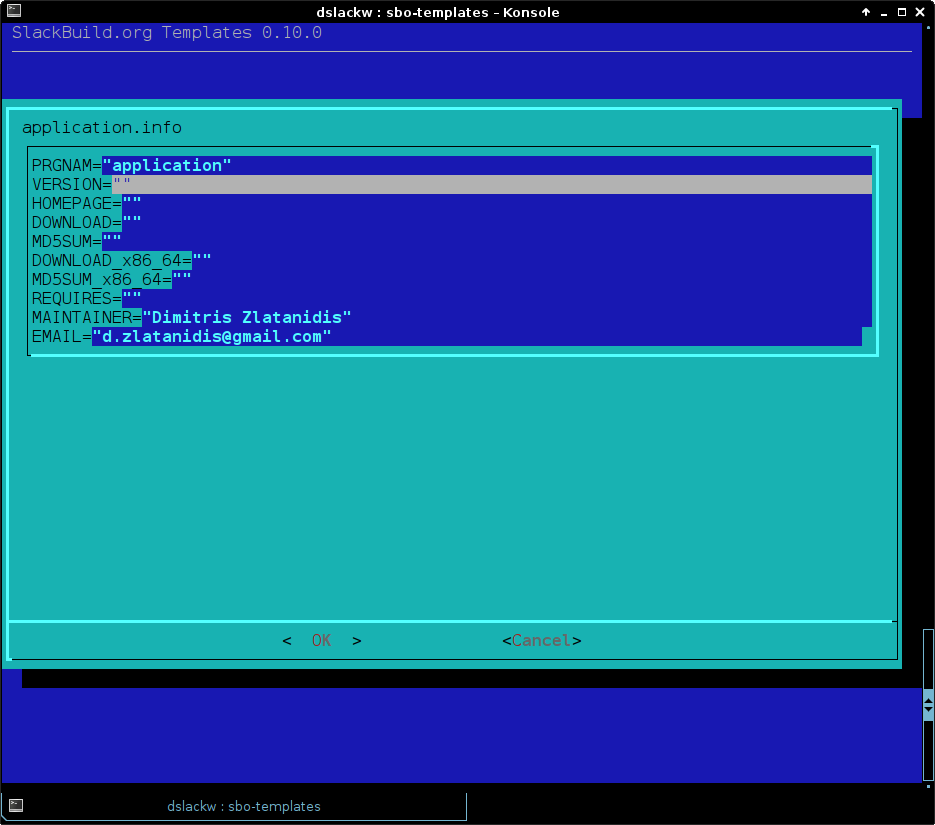 dslackw : sbo-templates – Konsole
SlackBuild.org Templates 0.10.0
application.info
PRGNAM="application"
VERSION=""
HOMEPAGE=""
DOWNLOAD=""
MD5SUM=""
DOWNLOAD_x86_64=""
MD5SUM_x86_64=""
REQUIRES=""
MAINTAINER="Dimitris Zlatanidis"
EMAIL="d.zlatanidis@gmail.com"
<  OK  > <Cancel>
dslackw : sbo-templates